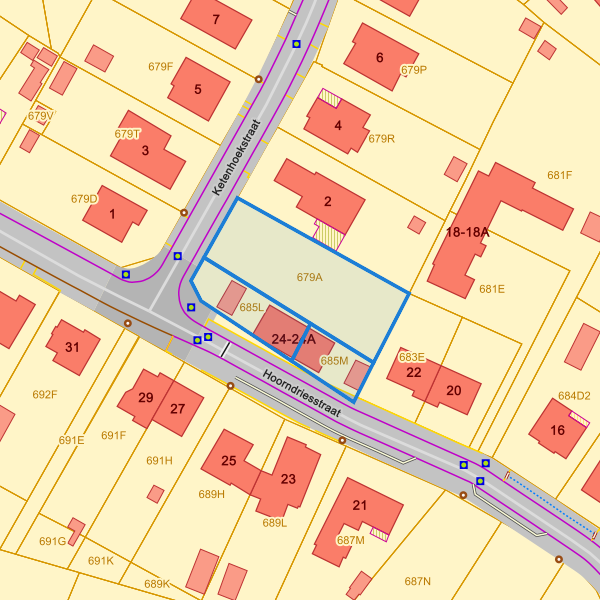 7
6
679F
679P
5
679V
4
679T
679R
3
Ketenhoekstraat
681F
2
679D
1
18-18A
679A
681E
685L
24-24A
31
685M
683E
22
20
Hoorndriesstraat
692F
29
27
684D2
16
691F
691E
691H
25
23
689H
21
689L
691G
687M
691K
689K
687N